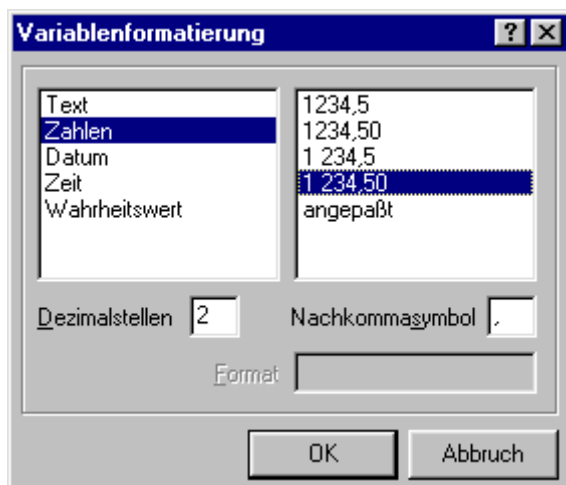 Variablenformatierung
Text
Zahlen
Datum
Zeit
Wahrheitswert
1234,5
1234,50
1 234,5
1 234,50
angepaßt
Dezimalstellen 2
Nachkommasymbol ,
Format
OK
Abbruch